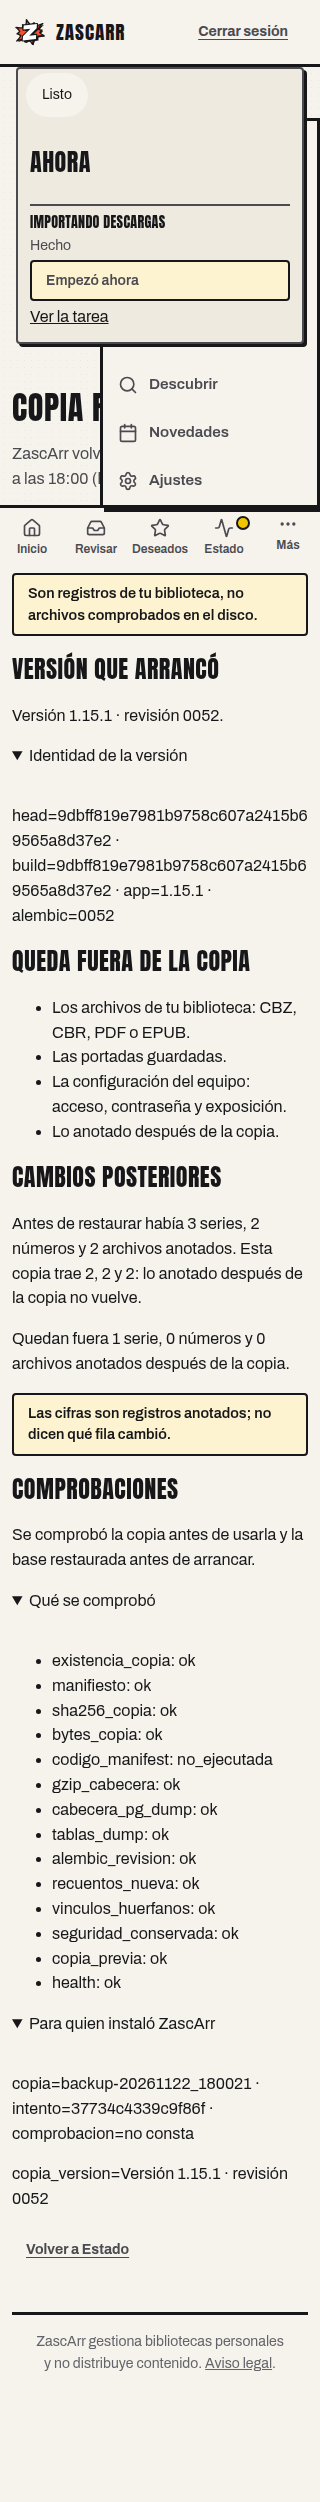 ZASCARR
Cerrar sesión
Listo
AHORA
IMPORTANDO DESCARGAS
Hecho
Empezó ahora
Ver la tarea
Descubrir
Novedades
Ajustes
COPIA
ZascArr volv
a las 18:00
Inicio
Revisar
Deseados
Estado
Más
Son registros de tu biblioteca, no
archivos comprobados en el disco.
VERSIÓN QUE ARRANCÓ
Versión 1.15.1 · revisión 0052.
▼ Identidad de la versión
head=9dbff819e7981b9758c607a2415b6
9565a8d37e2 ·
build=9dbff819e7981b9758c607a2415b6
9565a8d37e2 · app=1.15.1 ·
alembic=0052
QUEDA FUERA DE LA COPIA
• Los archivos de tu biblioteca: CBZ,
CBR, PDF o EPUB.
• Las portadas guardadas.
• La configuración del equipo:
acceso, contraseña y exposición.
• Lo anotado después de la copia.
CAMBIOS POSTERIORES
Antes de restaurar había 3 series, 2
números y 2 archivos anotados. Esta
copia trae 2, 2 y 2: lo anotado después de
la copia no vuelve.
Quedan fuera 1 serie, 0 números y 0
archivos anotados después de la copia.
Las cifras son registros anotados; no
dicen qué fila cambió.
COMPROBACIONES
Se comprobó la copia antes de usarla y la
base restaurada antes de arrancar.
▼ Qué se comprobó
• existencia_copia: ok
• manifiesto: ok
• sha256_copia: ok
• bytes_copia: ok
• codigo_manifest: no_ejecutada
• gzip_cabecera: ok
• cabecera_pg_dump: ok
• tablas_dump: ok
• alembic_revision: ok
• recuentos_nueva: ok
• vinculos_huerfanos: ok
• seguridad_conservada: ok
• copia_previa: ok
• health: ok
▼ Para quien instaló ZascArr
copia=backup-20261122_180021 ·
intento=37734c4339c9f86f ·
comprobacion=no consta
copia_version=Versión 1.15.1 · revisión
0052
Volver a Estado
ZascArr gestiona bibliotecas personales
y no distribuye contenido. Aviso legal.